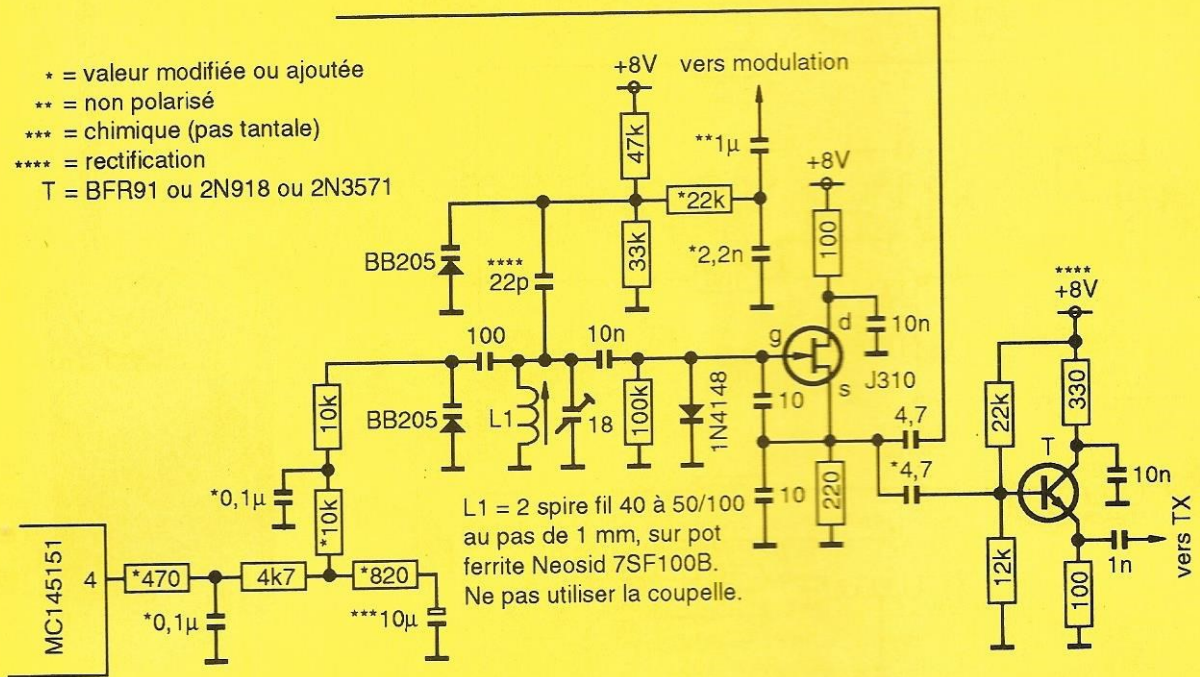 * = valeur modifiée ou ajoutée
** = non polarisé
*** = chimique (pas tantale)
**** = rectification
T = BFR91 ou 2N918 ou 2N3571
+8V
vers modulation
47k
**1µ
+8V
*22k
100
33k
*2,2n
BB205
****
22p
****
+8V
100
10n
g
d
10n
s
J310
10k
BB205
L1
18
100k
1N4148
10
22k
330
4,7
T
*4,7
10n
*0,1µ
*10k
10
220
L1 = 2 spire fil 40 à 50/100
au pas de 1 mm, sur pot
ferrite Neosid 7SF100B.
Ne pas utiliser la coupelle.
12k
100
1n
vers TX
MC145151
4
*470
4k7
*820
*0,1µ
***10µ